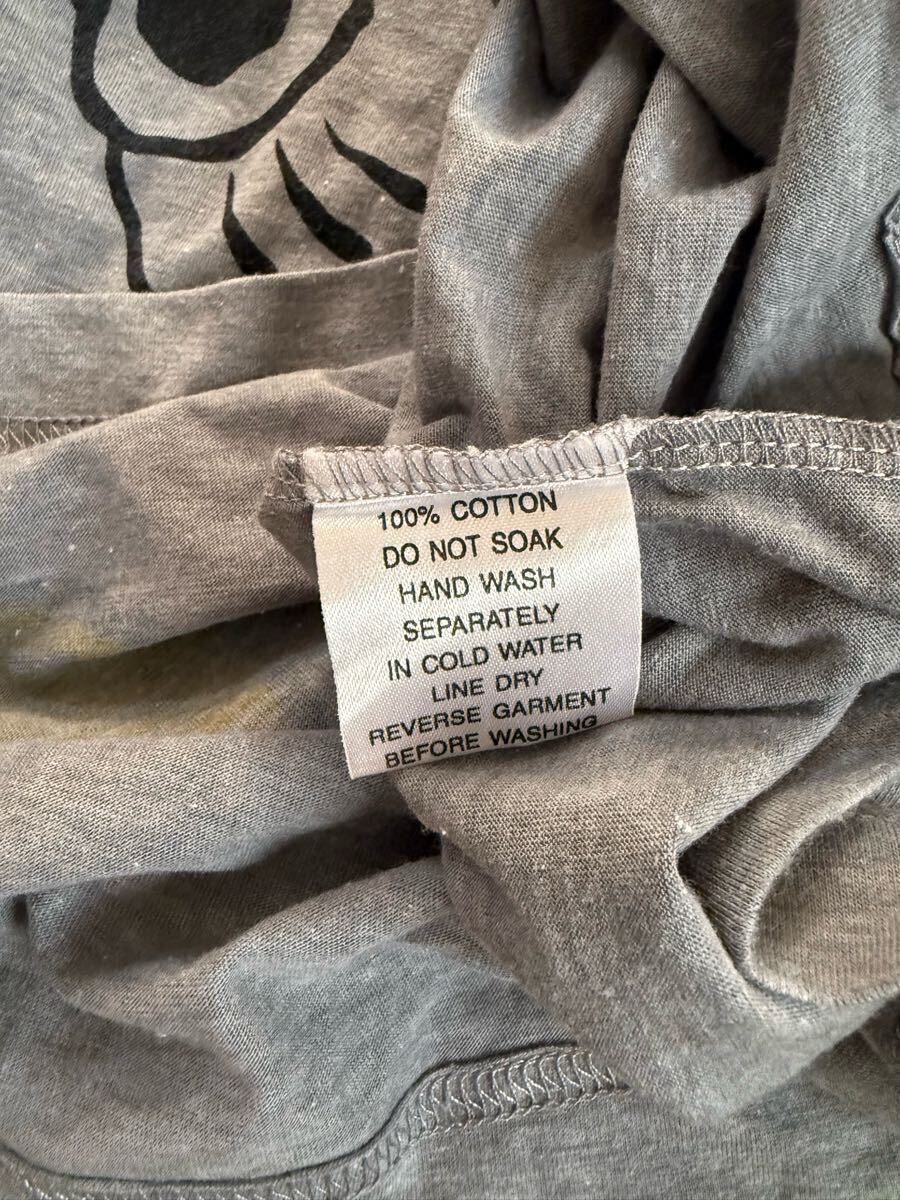 100% COTTON
DO NOT SOAK
HAND WASH
SEPARATELY
IN COLD WATER
LINE DRY
REVERSE GARMENT
BEFORE WASHING